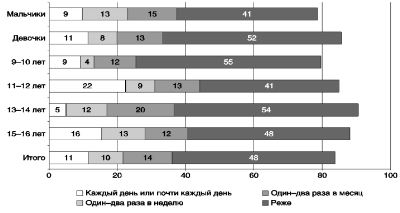 Мальчики 9 13 15 41
Девочки 11 8 13 52
9–10 лет 9 4 12 55
11–12 лет 22 9 13 41
13–14 лет 5 12 20 54
15–16 лет 16 13 12 48
Итого 11 10 14 48
0 20 40 60 80 100
Каждый день или почти каждый день Один–два раза в месяц
Один–два раза в неделю Реже